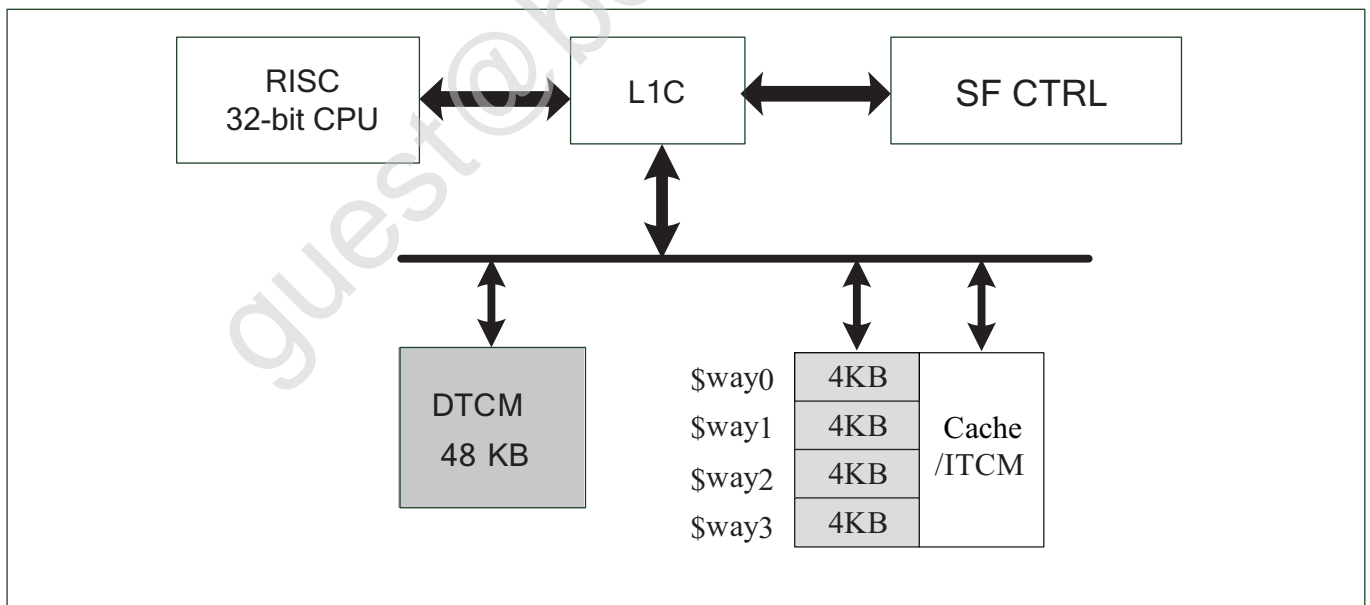 RISC
32-bit CPU
L1C
SF CTRL
DTCM
48 KB
$way0 4KB
$way1 4KB
$way2 4KB
$way3 4KB
Cache
/ITCM
guest@b